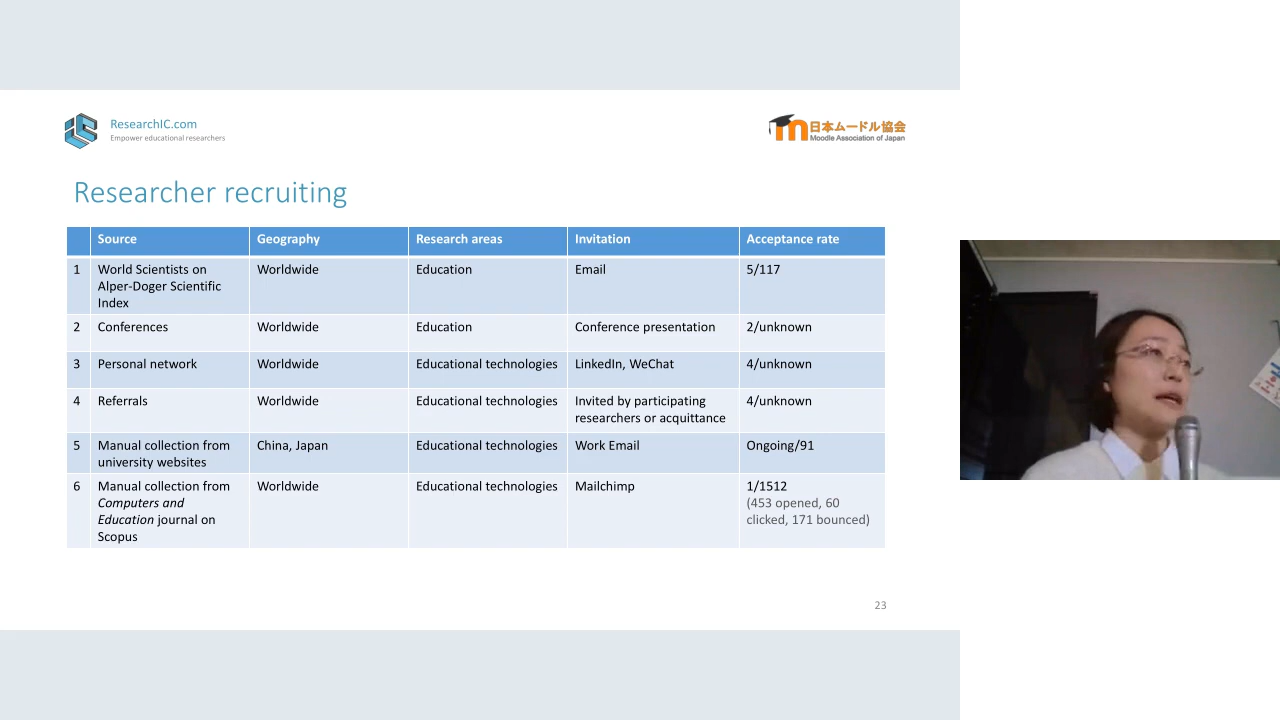 ResearchIC.com
Empower educational researchers
日本ムードル協会
Moodle Association of Japan
Researcher recruiting
Source Geography Research areas Invitation Acceptance rate
1 World Scientists on Alper-Doger Scientific Index Worldwide Education Email 5/117
2 Conferences Worldwide Education Conference presentation 2/unknown
3 Personal network Worldwide Educational technologies LinkedIn, WeChat 4/unknown
4 Referrals Worldwide Educational technologies Invited by participating researchers or acquittance 4/unknown
5 Manual collection from university websites China, Japan Educational technologies Work Email Ongoing/91
6 Manual collection from Computers and Education journal on Scopus Worldwide Educational technologies Mailchimp 1/1512 (453 opened, 60 clicked, 171 bounced)
23